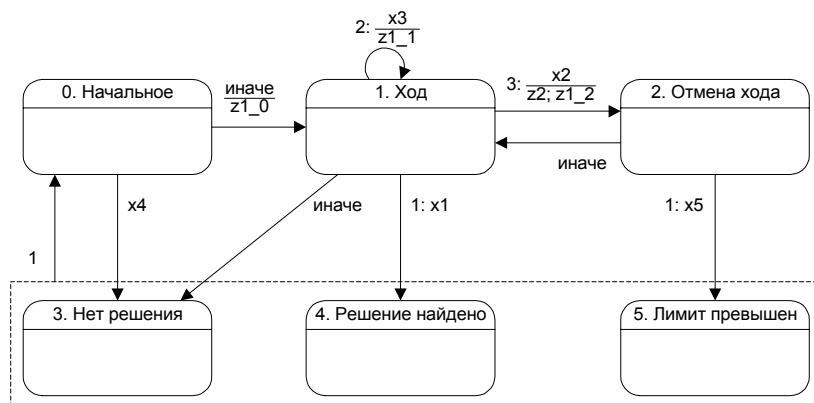 2: x3
z1_1
0. Начальное
иначе
z1_0
1. Ход
3: x2
z2; z1_2
2. Отмена хода
иначе
x4
иначе
1: x1
1: x5
1
3. Нет решения
4. Решение найдено
5. Лимит превышен